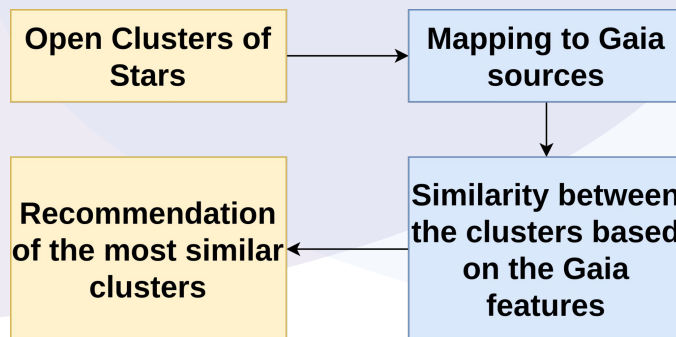 Open Clusters of
Stars
Mapping to Gaia
sources
Similarity between
the clusters based
on the Gaia
features
Recommendation
of the most similar
clusters